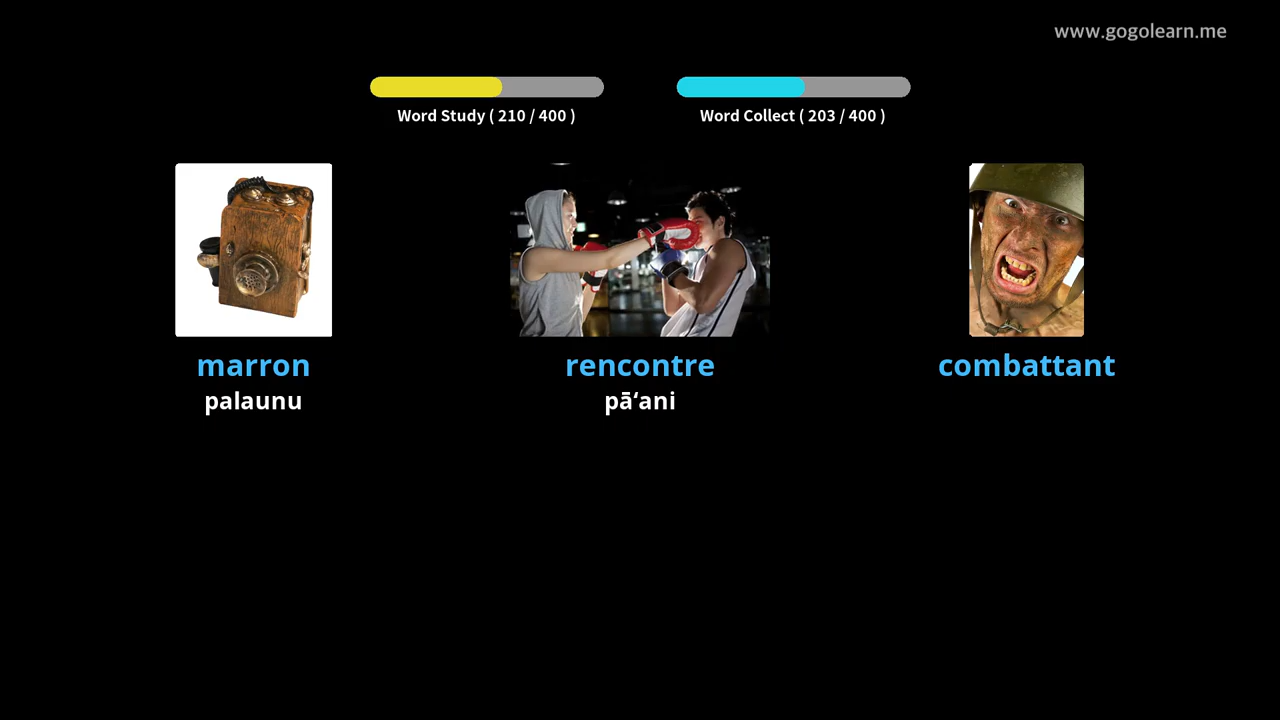 www.gogolearn.me
Word Study ( 210 / 400 )
Word Collect ( 203 / 400 )
marron
rencontre
combattant
palaunu
pāʻani